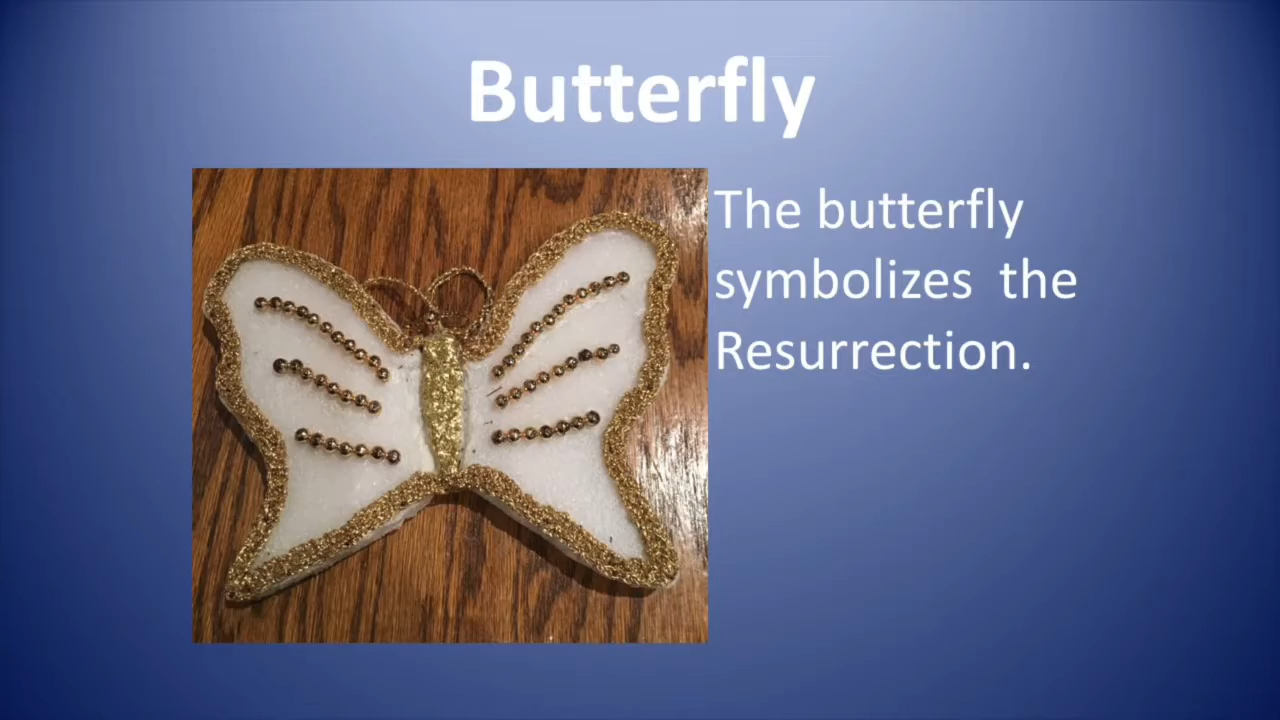 Butterfly
The butterfly
symbolizes  the
Resurrection.